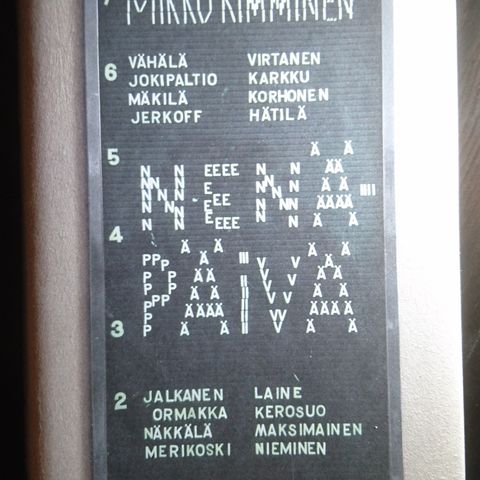 MIKKO KIMMINEN
6 VÄHÄLÄ VIRTANEN
JOKIPALTIO KARKKU
MÄKILÄ KORHONEN
JERKOFF HÄTILÄ
5 NENÄ-
4 PÄIVÄ
3
2 JALKANEN LAINE
ORMAKKA KEROSUO
NÄKKÄLÄ MAKSIMAINEN
MERIKOSKI NIEMINEN